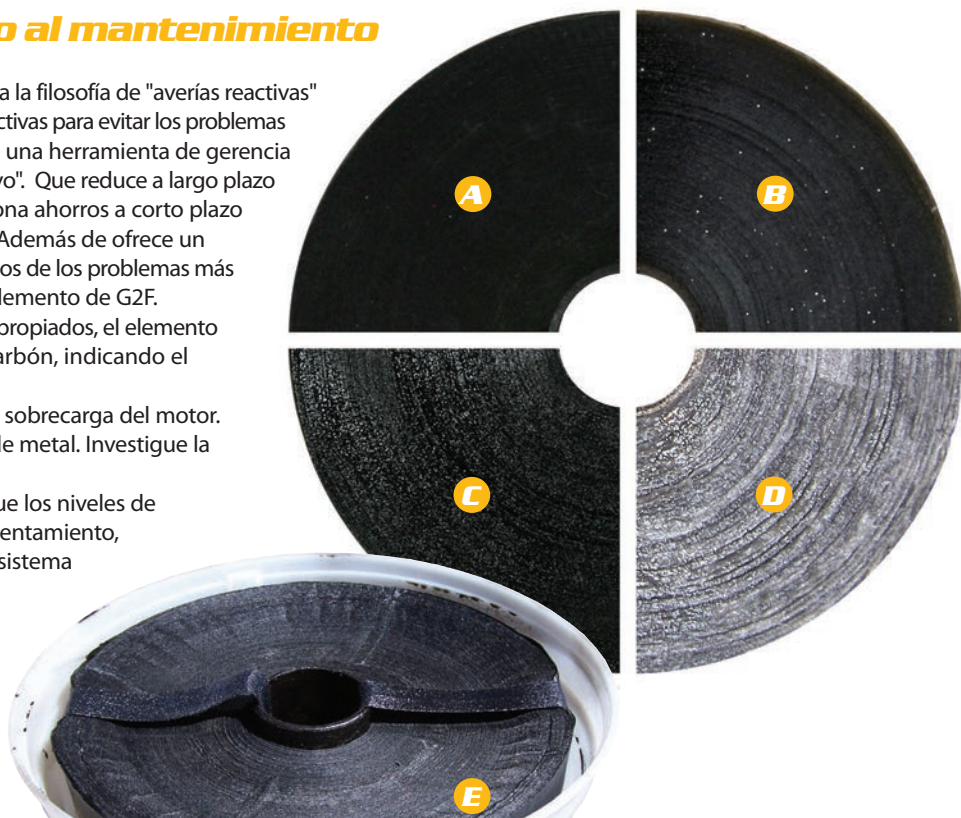 o al mantenimiento
a la filosofía de "averías reactivas"
ctivas para evitar los problemas
una herramienta de gerencia
vo". Que reduce a largo plazo
ona ahorros a corto plazo
Además de ofrece un
os de los problemas más
lemento de G2F.
propiados, el elemento
arbón, indicando el
sobrecarga del motor.
de metal. Investigue la
ue los niveles de
entamiento,
sistema
A
B
C
D
E